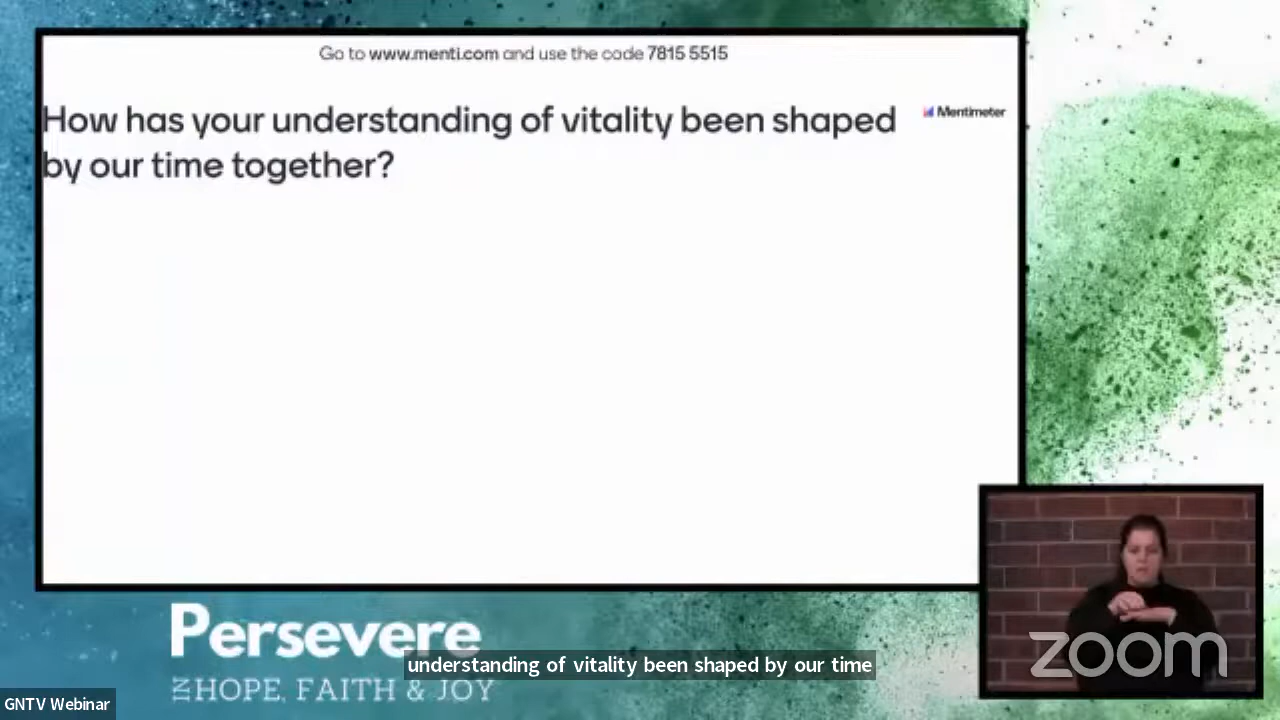 Go to www.menti.com and use the code 7815 5515
How has your understanding of vitality been shaped
by our time together?
Mentimeter
Persevere
understanding of vitality been shaped by our time
IN HOPE, FAITH & JOY
zoom
GNTV Webinar